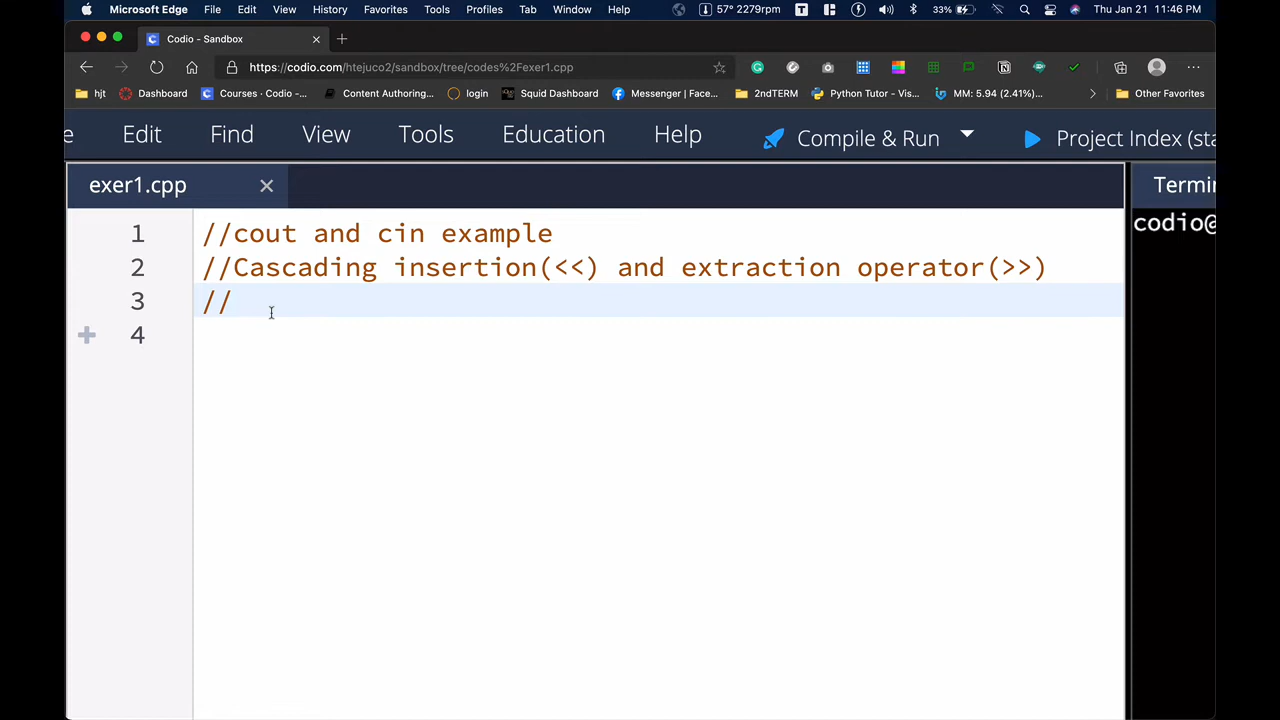 Microsoft Edge File Edit View History Favorites Tools Profiles Tab Window Help 57° 2279rpm 33% Thu Jan 21 11:46 PM
Codio - Sandbox
https://codio.com/htejuco2/sandbox/tree/codes%2Fexer1.cpp
hjt Dashboard Courses · Codio –... Content Authoring,... login Squid Dashboard Messenger | Face... 2ndTERM Python Tutor - Vis... MM: 5.94 (2.41%)... Other Favorites
e Edit Find View Tools Education Help Compile & Run Project Index (sta
exer1.cpp Termi
1 //cout and cin example codio@
2 //Cascading insertion(<<) and extraction operator(>>)
3 //
4